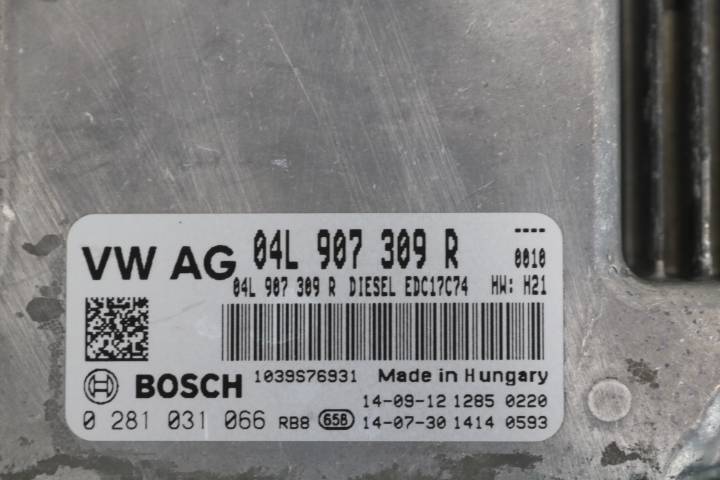 VW AG 04L 907 309 R ----
0010
04L 907 309 R DIESEL EDC17C74 HW: H21
BOSCH 1039S76931 Made in Hungary
14-09-12 1285 0220
0 281 031 066 RB8 658 14-07-30 1414 0593